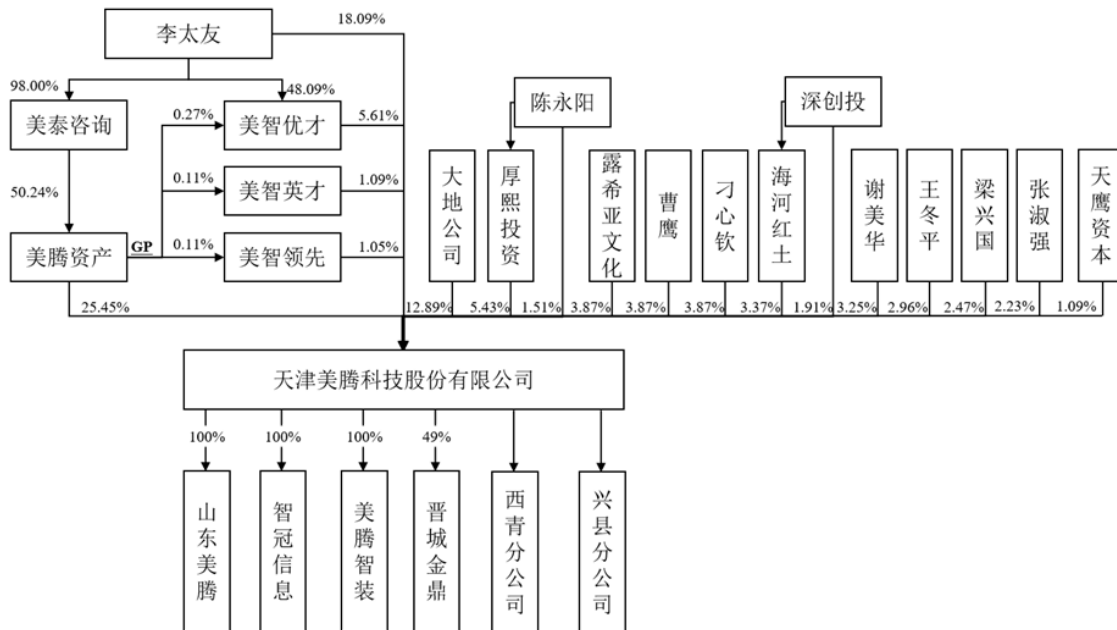 李太友
18.09%
98.00%
48.09%
美泰咨询
0.27%
美智优才
5.61%
陈永阳
深创投
50.24%
0.11%
美智英才
1.09%
美腾资产
GP
0.11%
美智领先
1.05%
大地公司
厚熙投资
露希亚文化
曹鹰
刁心钦
海河红土
谢美华
王冬平
梁兴国
张淑强
天鹰资本
25.45%
12.89%
5.43%
1.51%
3.87%
3.87%
3.87%
3.37%
1.91%
3.25%
2.96%
2.47%
2.23%
1.09%
天津美腾科技股份有限公司
100%
100%
100%
49%
山东美腾
智冠信息
美腾智装
晋城金鼎
西青分公司
兴县分公司